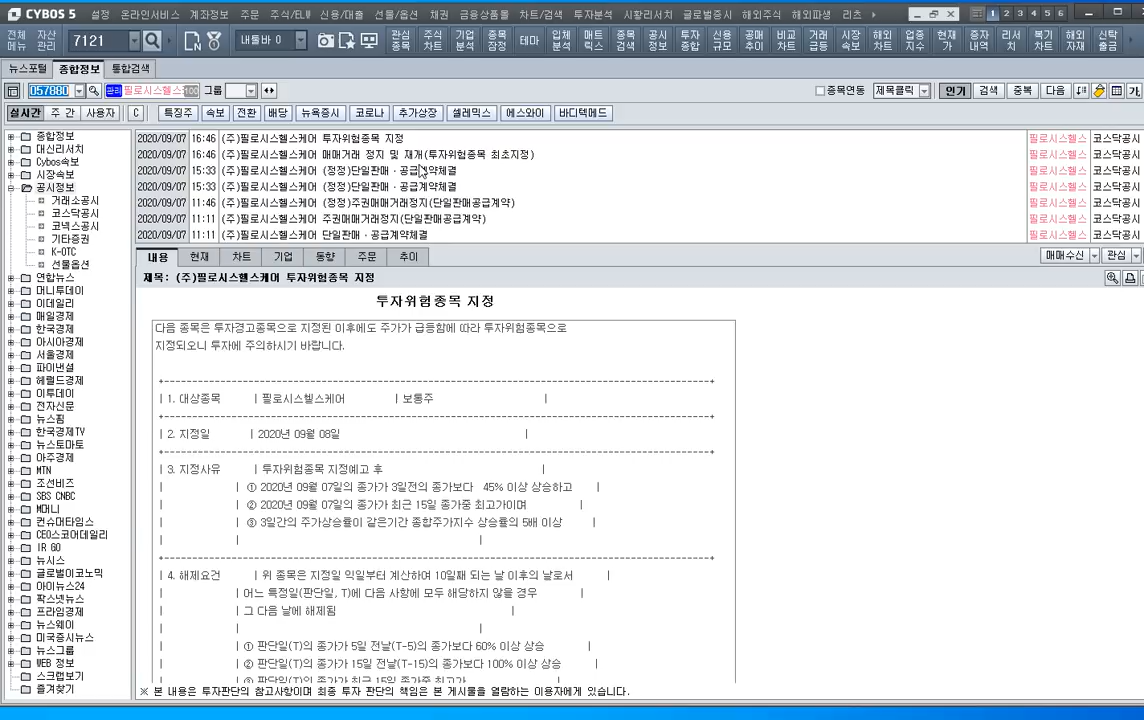 CYBOS 5 설정 온라인서비스 계좌정보 주문 주식/ELW 신용/대출 선물/옵션 채권 금융상품몰 차트/검색 투자분석 시황리서치 글로벌증시 해외주식 해외파생 리츠 1 2 3 4 5 6
전체메뉴 자산관리 7121 내툴바 0 관심종목 주식차트 기업분석 종목잠정 테마 입체분석 매트릭스 종목검색 공시정보 투자종합 신용규모 공매추이 비교차트 거래급등 시장속보 해외차트 업종지수 현재가 증자내역 리서치 복기차트 해외자재 신탁출금
뉴스포털 종합정보 통합검색
057880 관리 필로시스헬스 100 그룹 종목연동 제목클릭 인기 검색 중복 다음 가
실시간 주 간 사용자 C 특징주 속보 전환 배당 뉴욕증시 코로나 추가상장 셀레믹스 에스와이 바디텍메드
종합정보
대신리서치
Cybos속보
시장속보
공시정보
거래소공시
코스닥공시
코넥스공시
기타증권
K-OTC
선물옵션
연합뉴스
머니투데이
이데일리
매일경제
한국경제
아시아경제
서울경제
파이낸셜
헤럴드경제
이투데이
전자신문
뉴스핌
한국경제TV
뉴스토마토
아주경제
MTN
조선비즈
SBS CNBC
M머니
컨슈머타임스
CEO스코어데일리
IR GO
뉴시스
글로벌이코노믹
아이뉴스24
팍스넷뉴스
프라임경제
뉴스웨이
미국증시뉴스
뉴스그룹
WEB 정보
스크랩보기
즐겨찾기
2020/09/07 16:46 (주)필로시스헬스케어 투자위험종목 지정 필로시스헬스 코스닥공시
2020/09/07 16:46 (주)필로시스헬스케어 매매거래 정지 및 재개(투자위험종목 최초지정) 필로시스헬스 코스닥공시
2020/09/07 15:33 (주)필로시스헬스케어 (정정)단일판매ㆍ공급계약체결 필로시스헬스 코스닥공시
2020/09/07 15:33 (주)필로시스헬스케어 (정정)단일판매ㆍ공급계약체결 필로시스헬스 코스닥공시
2020/09/07 11:46 (주)필로시스헬스케어 (정정)주권매매거래정지(단일판매공급계약) 필로시스헬스 코스닥공시
2020/09/07 11:11 (주)필로시스헬스케어 주권매매거래정지(단일판매공급계약) 필로시스헬스 코스닥공시
2020/09/07 11:11 (주)필로시스헬스케어 단일판매ㆍ공급계약체결 필로시스헬스 코스닥공시
내용 현재 차트 기업 동향 주문 추이 매매수신 관심
제목: (주)필로시스헬스케어 투자위험종목 지정
투자위험종목 지정
다음 종목은 투자경고종목으로 지정된 이후에도 주가가 급등함에 따라 투자위험종목으로
지정되오니 투자에 주의하시기 바랍니다.
1. 대상종목 | 필로시스헬스케어 | 보통주 |
2. 지정일 | 2020년 09월 08일 |
3. 지정사유 | 투자위험종목 지정예고 후 |
① 2020년 09월 07일의 종가가 3일전의 종가보다 45% 이상 상승하고
② 2020년 09월 07일의 종가가 최근 15일 종가중 최고가이며
③ 3일간의 주가상승률이 같은기간 종합주가지수 상승률의 5배 이상
4. 해제요건 | 위 종목은 지정일 익일부터 계산하여 10일째 되는 날 이후의 날로서 |
어느 특정일(판단일, T)에 다음 사항에 모두 해당하지 않을 경우
그 다음 날에 해제됨
① 판단일(T)의 종가가 5일 전날(T-5)의 종가보다 60% 이상 상승
② 판단일(T)의 종가가 15일 전날(T-15)의 종가보다 100% 이상 상승
③ 판단일(T)의 종가가 최근 15일 종가중 최고가
※ 본 내용은 투자판단의 참고사항이며 최종 투자 판단의 책임은 본 게시물을 열람하는 이용자에게 있습니다.